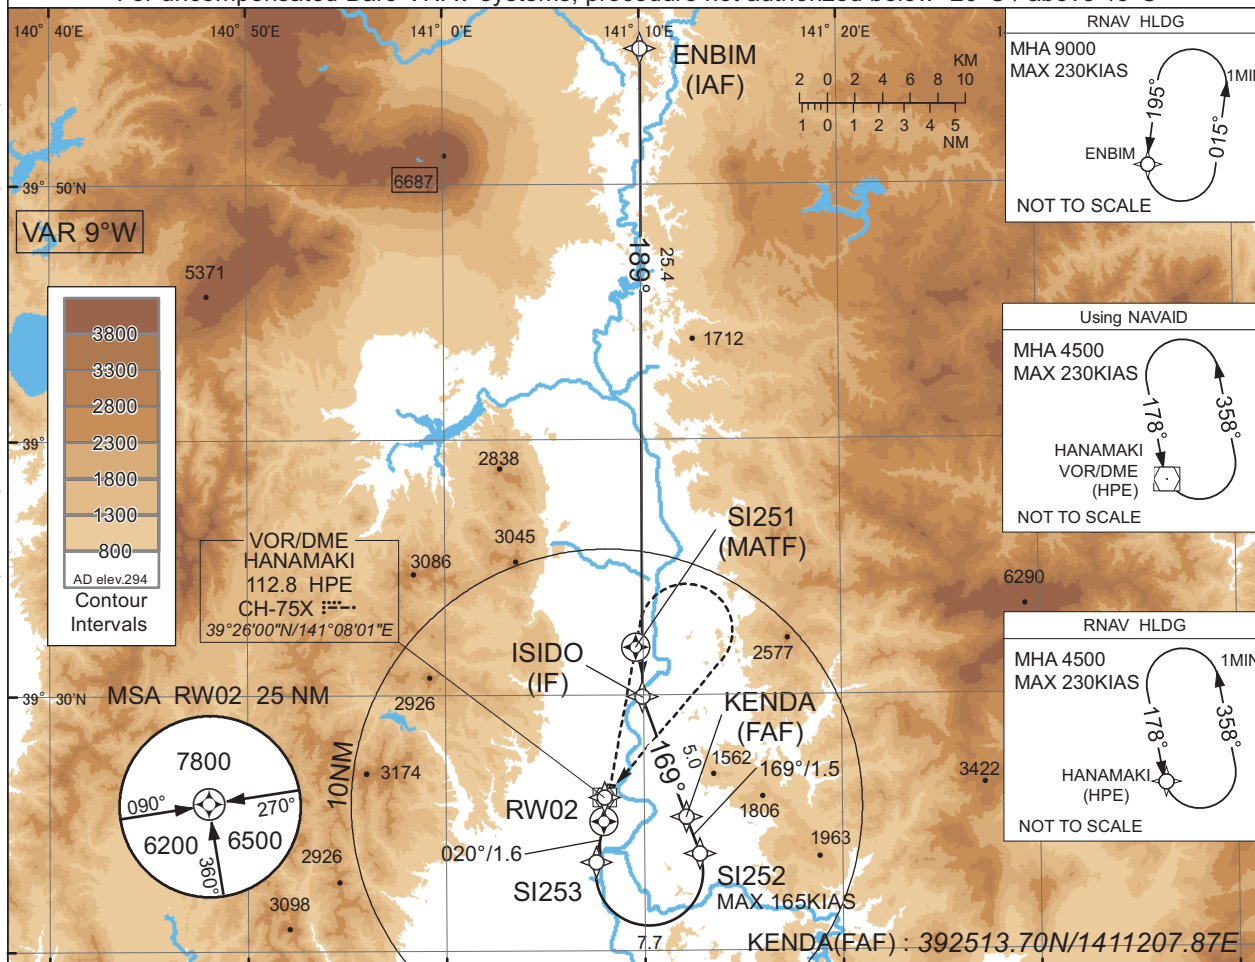 140° 40'E
140° 50'E
141° 0'E
141° 10'E
141° 20'E
ENBIM
(IAF)
KM
2 0 2 4 6 8 10
1 0 1 2 3 4 5
NM
RNAV HLDG
MHA 9000
MAX 230KIAS
1MIN
195°
015°
ENBIM
NOT TO SCALE
6687
39° 50'N
VAR 9°W
189°
25.4
5371
1712
3800
3300
2800
2300
1800
1300
800
AD elev.294
Contour
Intervals
Using NAVAID
MHA 4500
MAX 230KIAS
178°
358°
HANAMAKI
VOR/DME
(HPE)
NOT TO SCALE
39°
2838
3045
3086
SI251
(MATF)
VOR/DME
HANAMAKI
112.8 HPE
CH-75X
39°26'00"N/141°08'01"E
6290
2577
ISIDO
(IF)
39° 30'N
2926
KENDA
(FAF)
RNAV HLDG
MHA 4500
MAX 230KIAS
1MIN
178°
358°
HANAMAKI
(HPE)
NOT TO SCALE
MSA RW02 25 NM
7800
090°
270°
6200
6500
360°
10NM
3174
169°
5.0
1562
169°/1.5
1806
3422
RW02
020°/1.6
1963
2926
SI253
SI252
MAX 165KIAS
3098
7.7
KENDA(FAF) : 392513.70N/1411207.87E